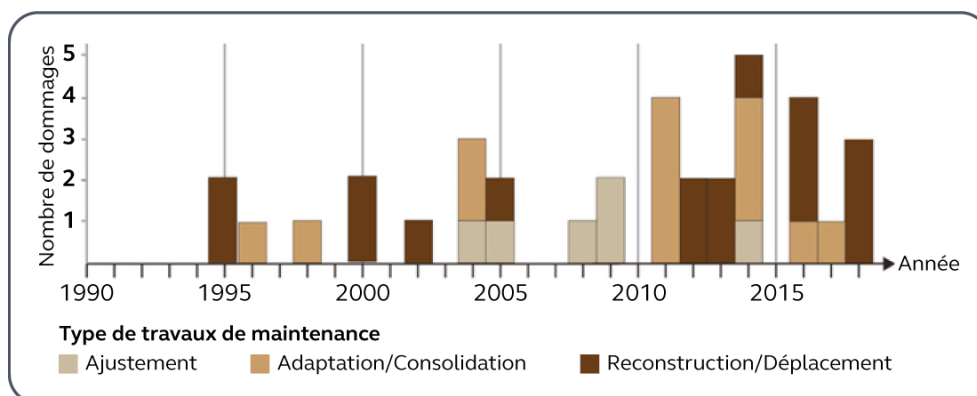 Nombre de dommages
5
4
3
2
1
1990 1995 2000 2005 2010 2015
Année
Type de travaux de maintenance
Ajustement Adaptation/Consolidation Reconstruction/Déplacement